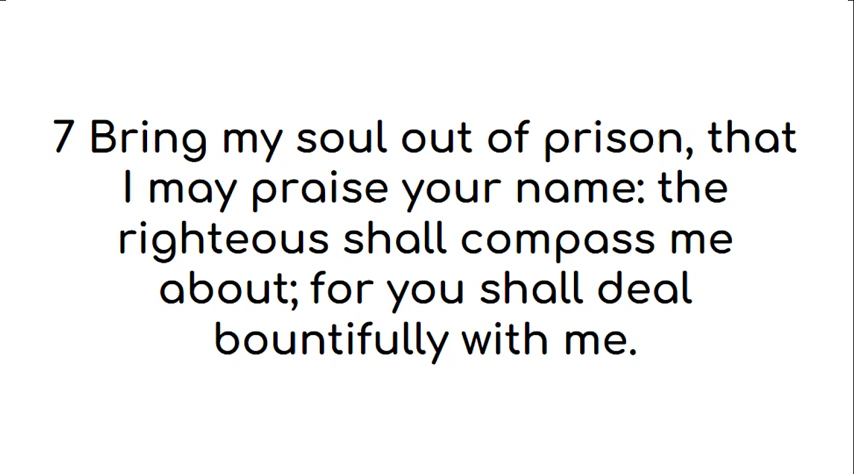 7 Bring my soul out of prison, that
I may praise your name: the
righteous shall compass me
about; for you shall deal
bountifully with me.